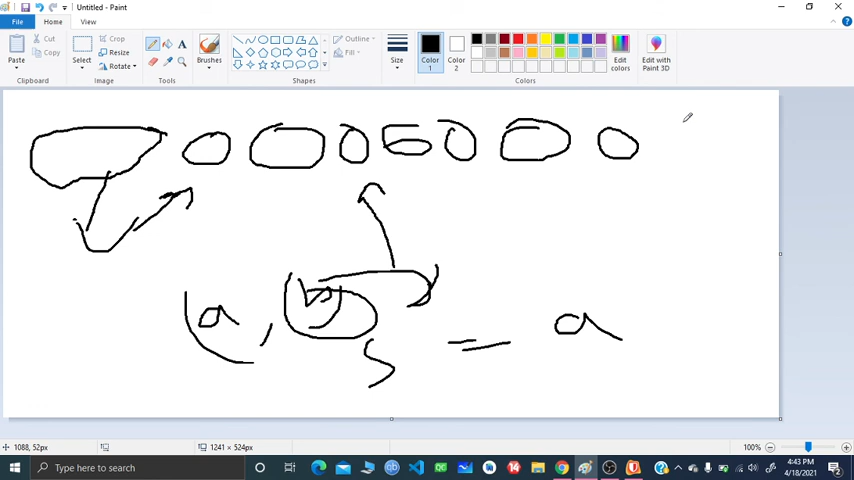 Untitled - Paint
File Home View
Paste Cut Copy Clipboard
Select Crop Resize Rotate Image
Tools
Brushes
Shapes Outline Fill
Size
Color 1
Color 2
Colors
Edit colors
Edit with Paint 3D
a , = a
1088, 52px
1241 × 524px
100%
Type here to search
14
4:43 PM
4/18/2021